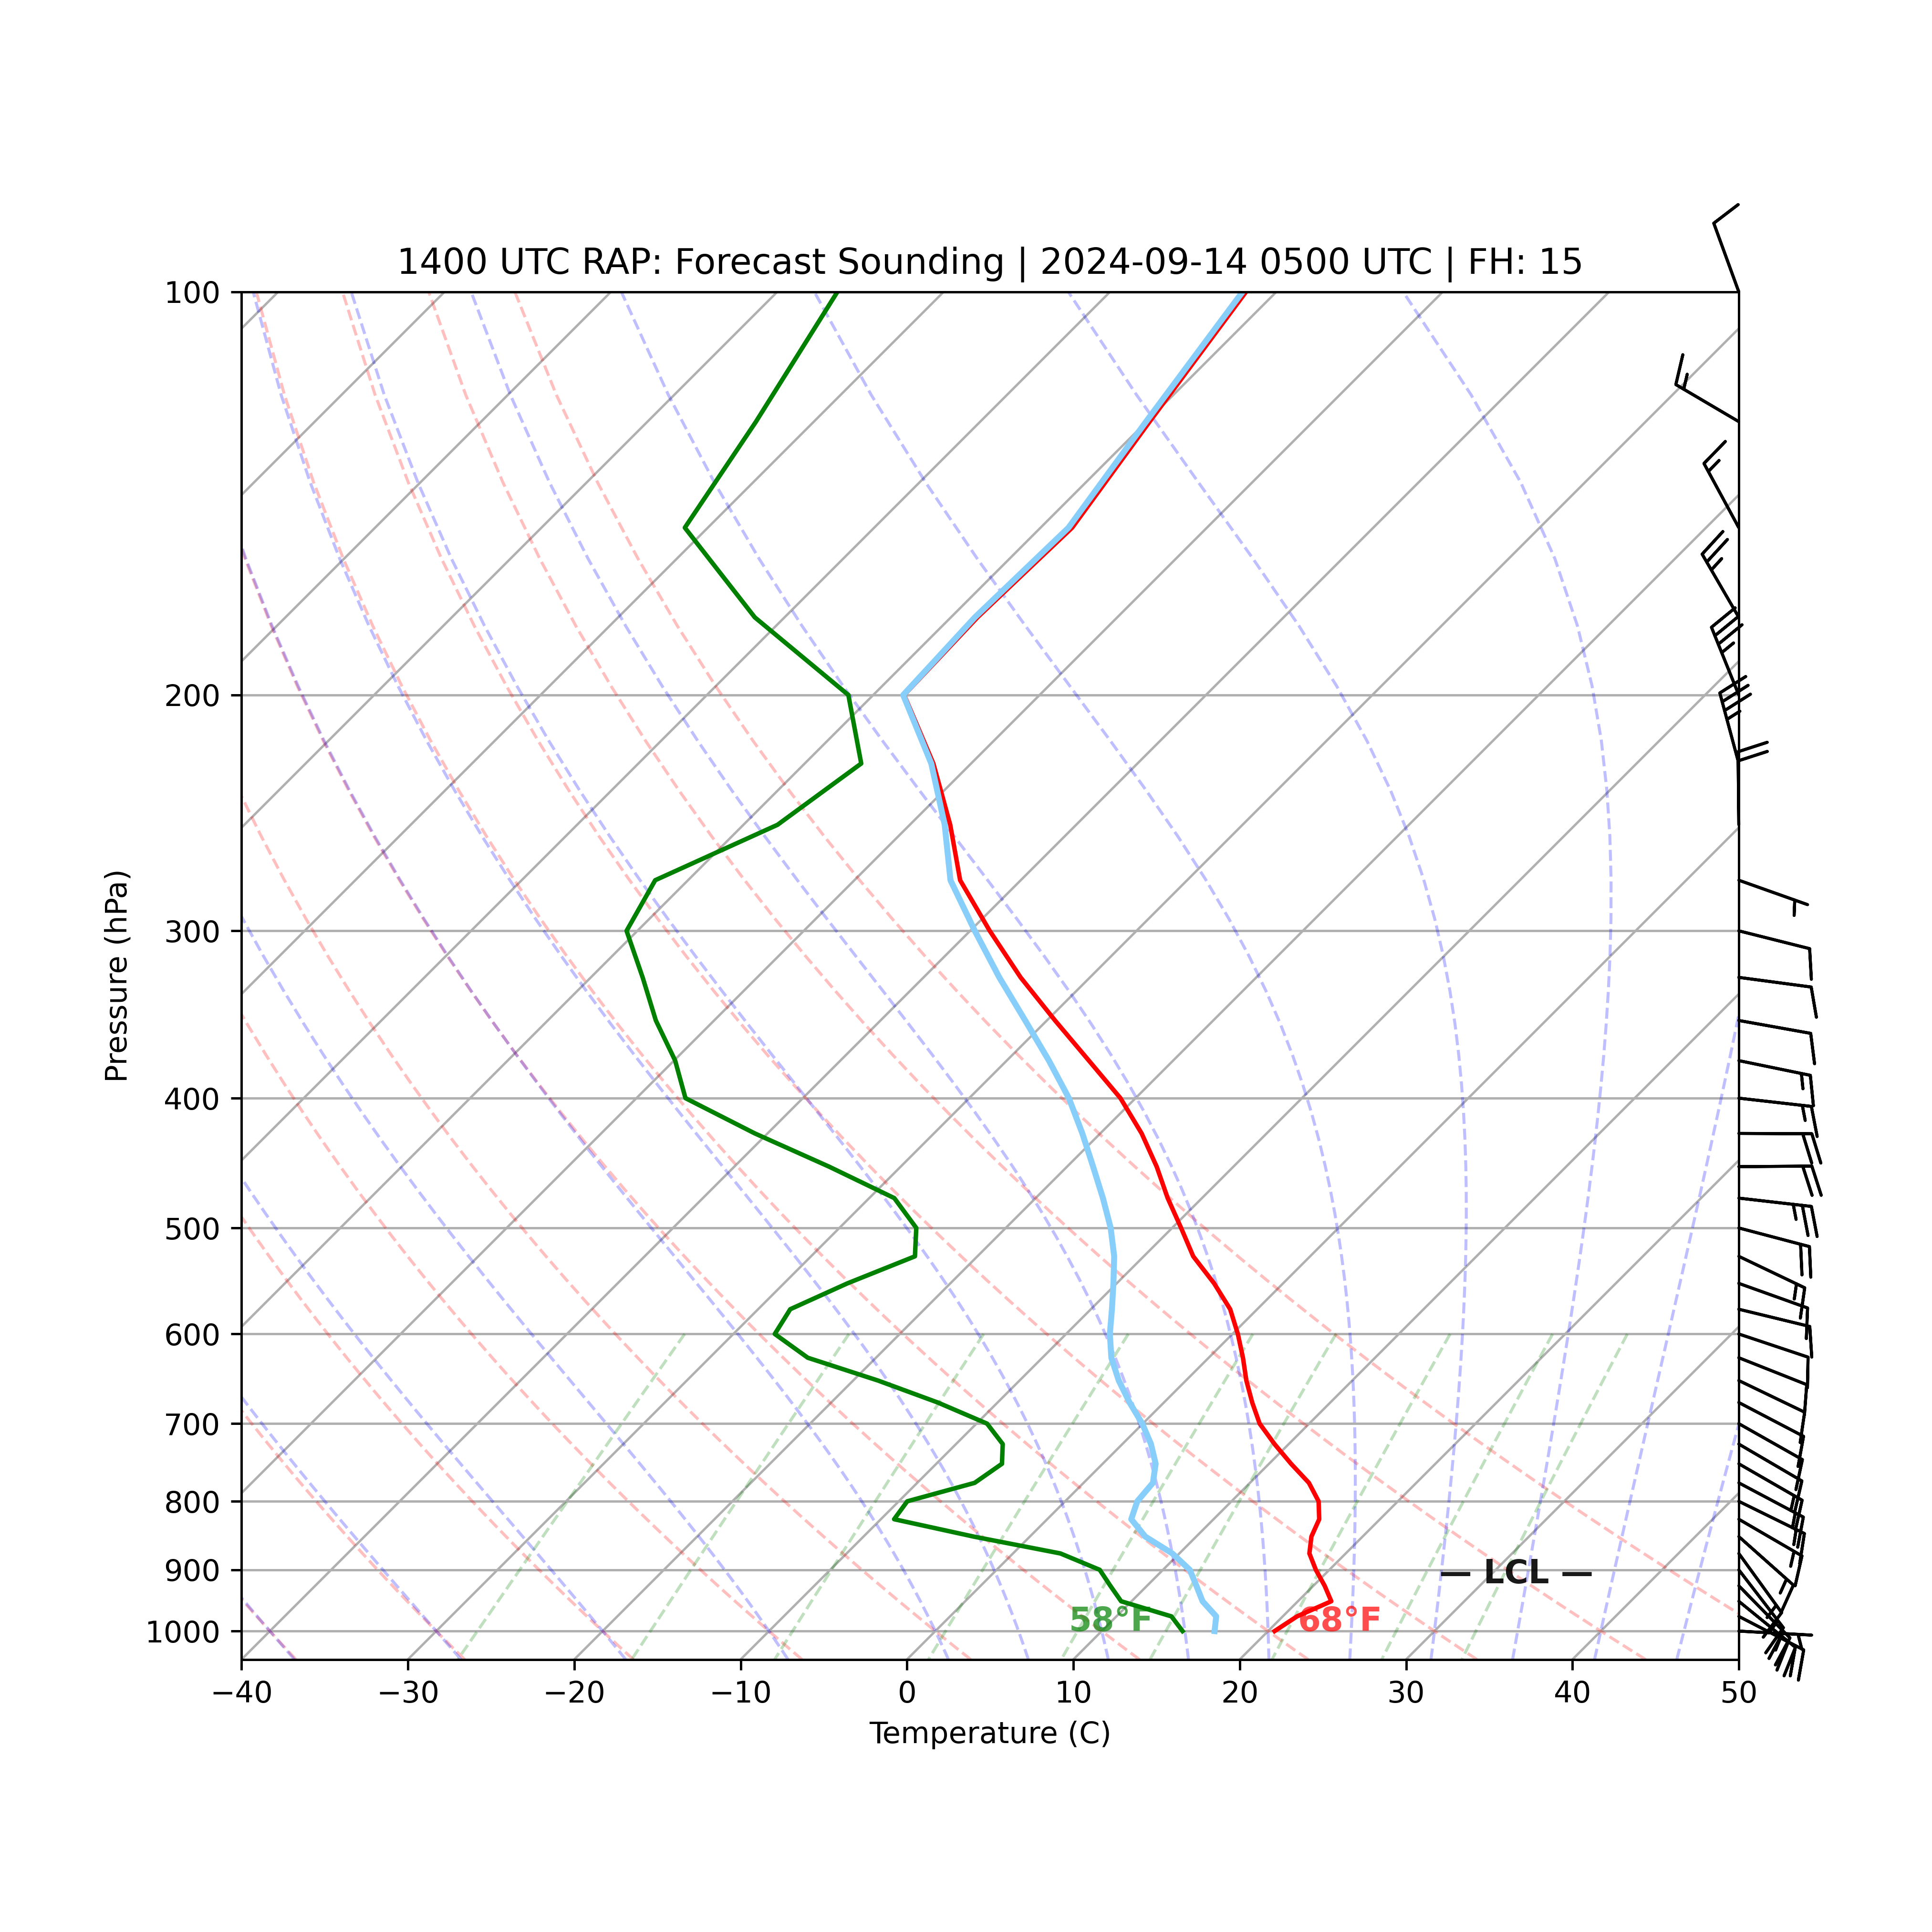 1400 UTC RAP: Forecast Sounding | 2024-09-14 0500 UTC | FH: 15
100
200
300
400
500
600
700
800
900
1000
Pressure (hPa)
— LCL —
58°F
68°F
−40 −30 −20 −10 0 10 20 30 40 50
Temperature (C)